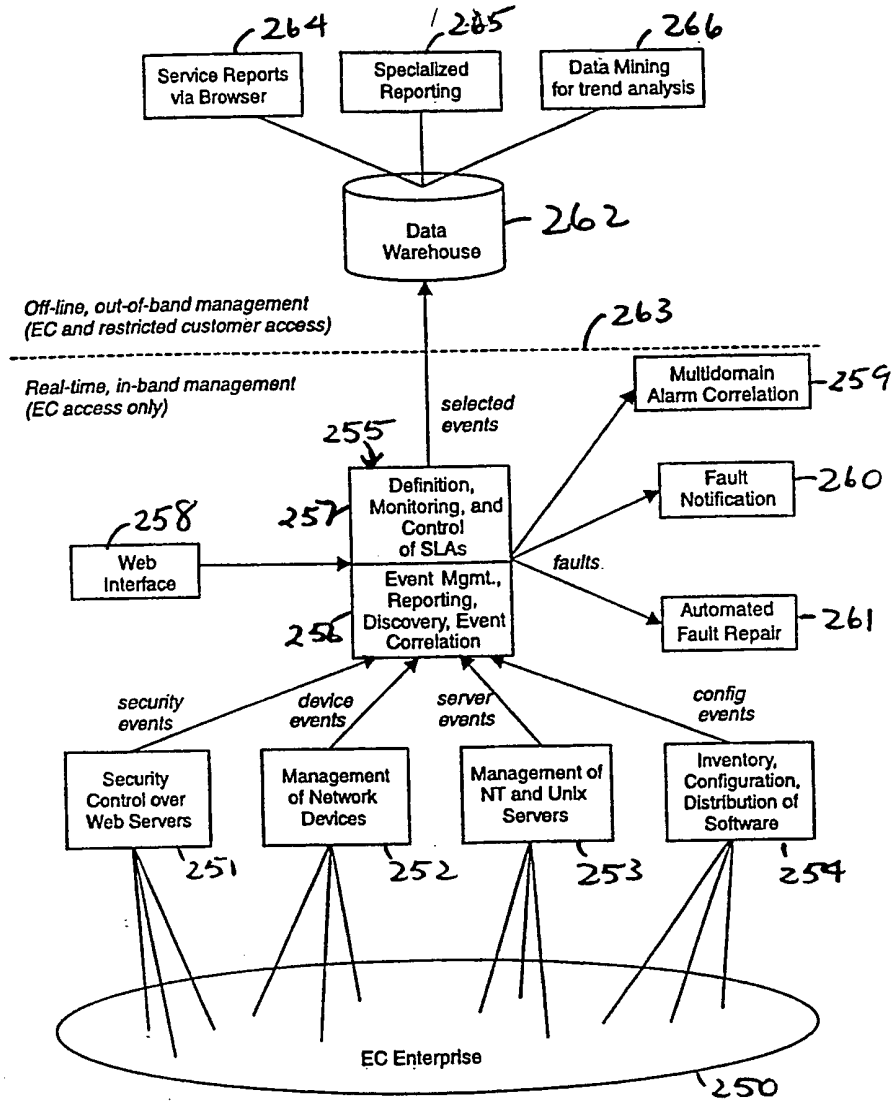 264
265
266
Service Reports
via Browser
Specialized
Reporting
Data Mining
for trend analysis
Data
Warehouse
262
Off-line, out-of-band management
(EC and restricted customer access)
263
Real-time, in-band management
(EC access only)
selected
events
Multidomain
Alarm Correlation
259
255
257
Definition,
Monitoring, and
Control
of SLAs
Fault
Notification
260
258
Web
Interface
faults.
256
Event Mgmt.,
Reporting,
Discovery, Event
Correlation
Automated
Fault Repair
261
security
events
device
events
server
events
config
events
Security
Control over
Web Servers
251
Management
of Network
Devices
252
Management of
NT and Unix
Servers
253
Inventory,
Configuration,
Distribution of
Software
254
EC Enterprise
250